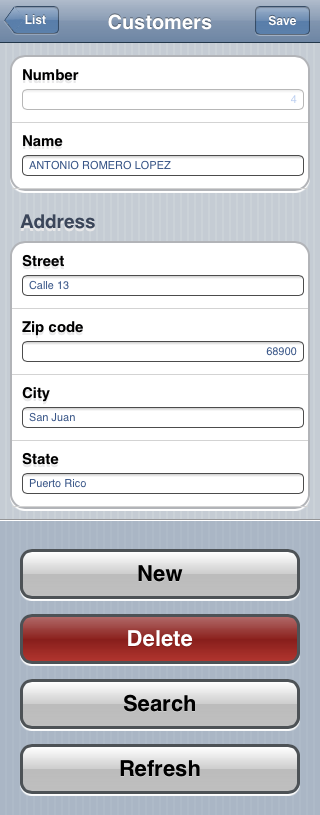 List
Customers
Save
Number
4
Name
ANTONIO ROMERO LOPEZ
Address
Street
Calle 13
Zip code
68900
City
San Juan
State
Puerto Rico
New
Delete
Search
Refresh